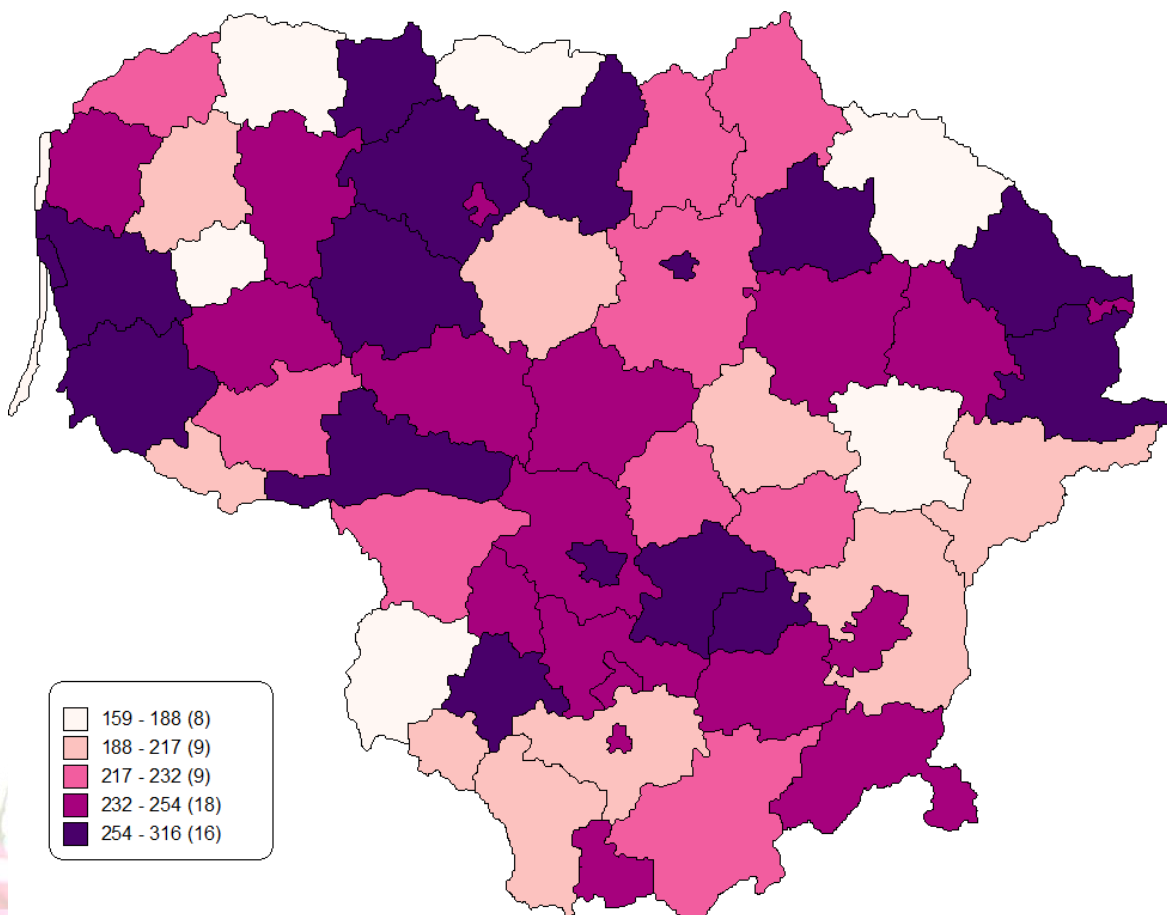 159 - 188 (8)
188 - 217 (9)
217 - 232 (9)
232 - 254 (18)
254 - 316 (16)